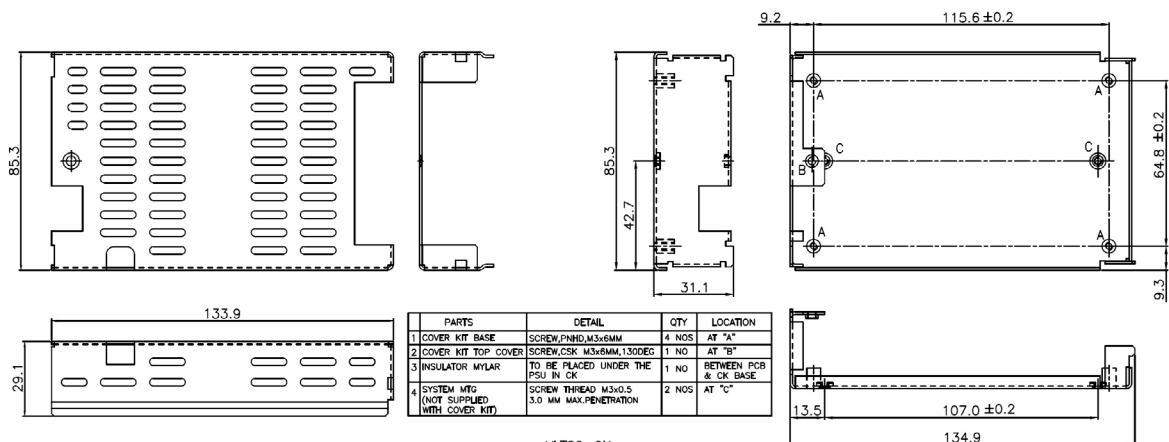 9.2
115.6 ±0.2
85.3
85.3
42.7
31.1
A
A
C
C
B
A
A
64.8 ±0.2
9.3
133.9
29.1
PARTS DETAIL QTY LOCATION
1 COVER KIT BASE SCREW,PNHD,M3x6MM 4 NOS AT "A"
2 COVER KIT TOP COVER SCREW,CSK M3x6MM,130DEG 1 NO AT "B"
3 INSULATOR MYLAR TO BE PLACED UNDER THE PSU IN CK 1 NO BETWEEN PCB & CK BASE
4 SYSTEM MTG (NOT SUPPLIED WITH COVER KIT) SCREW THREAD M3x0.5 3.0 MM MAX.PENETRATION 2 NOS AT "C"
13.5
107.0 ±0.2
134.9